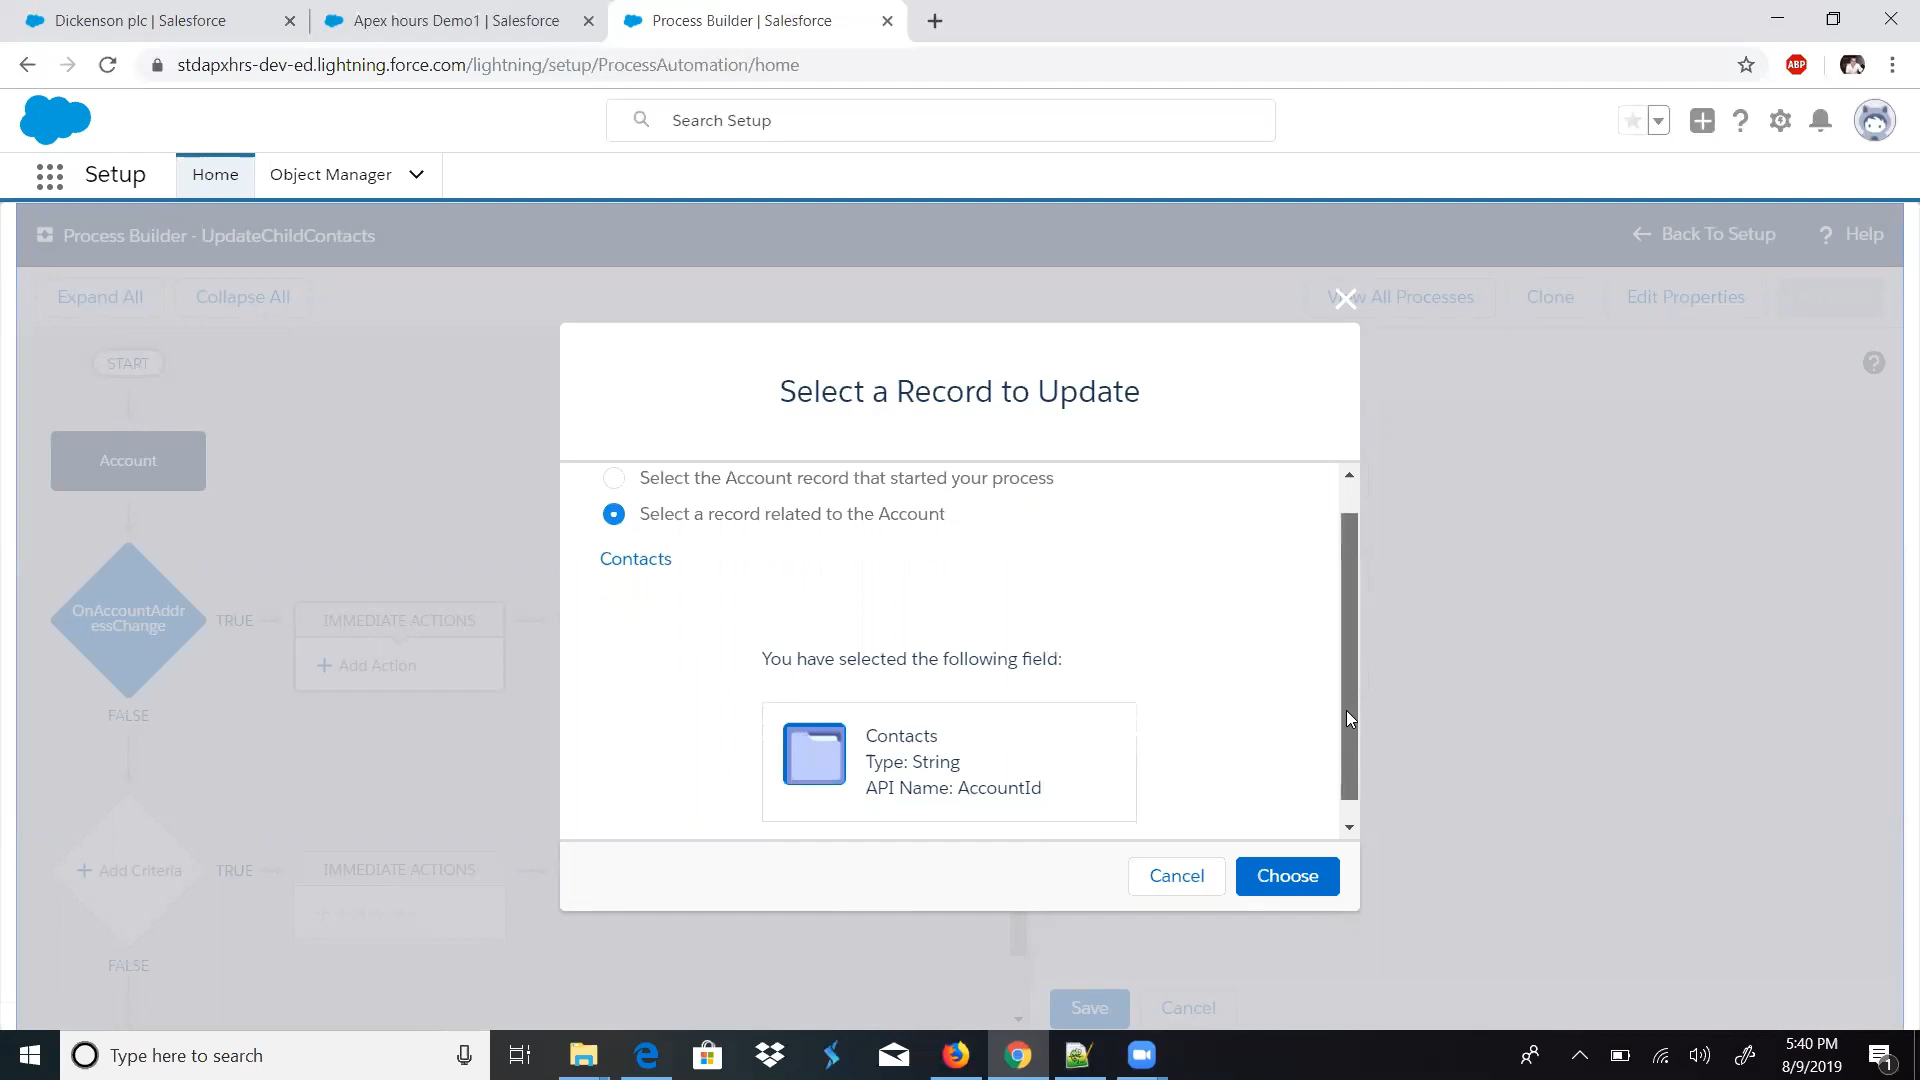 Dickenson plc | Salesforce
Apex hours Demo1 | Salesforce
Process Builder | Salesforce
stdapxhrs-dev-ed.lightning.force.com/lightning/setup/ProcessAutomation/home
ABP
Search Setup
Setup
Home
Object Manager
Process Builder - UpdateChildContacts
Back To Setup
? Help
Expand All
Collapse All
View All Processes
Clone
Edit Properties
START
Select a Record to Update
Account
Select the Account record that started your process
Select a record related to the Account
Contacts
OnAccountAddr
essChange
TRUE
IMMEDIATE ACTIONS
+ Add Action
FALSE
You have selected the following field:
Contacts
Type: String
API Name: AccountId
+ Add Criteria
TRUE
IMMEDIATE ACTIONS
Cancel
Choose
FALSE
Save
Cancel
Type here to search
5:40 PM
8/9/2019
1